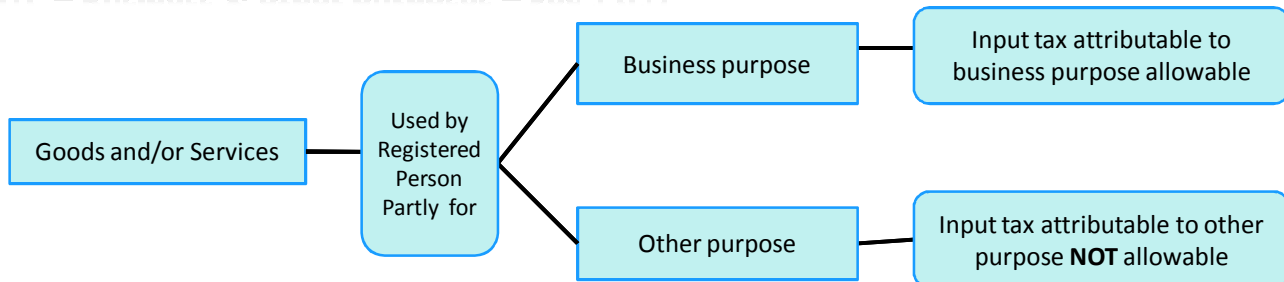 Goods and/or Services
Used by
Registered
Person
Partly for
Business purpose
Input tax attributable to
business purpose allowable
Other purpose
Input tax attributable to other
purpose NOT allowable